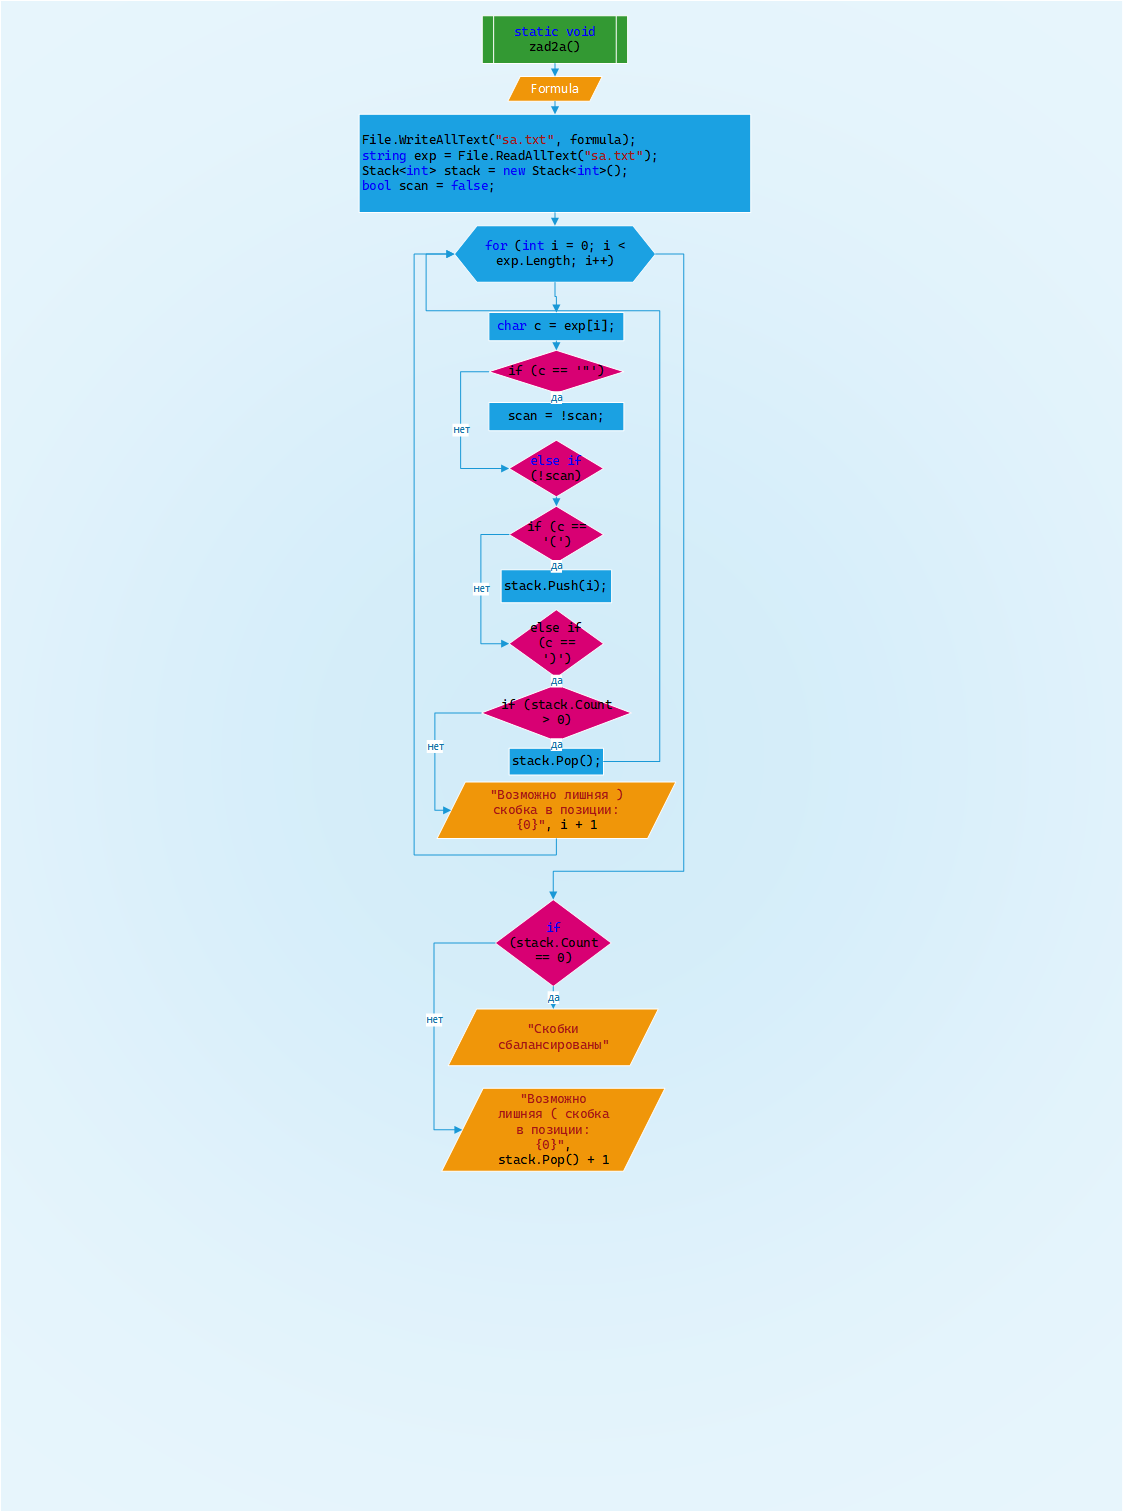 static void
zad2a()
Formula
File.WriteAllText("sa.txt", formula);
string exp = File.ReadAllText("sa.txt");
Stack<int> stack = new Stack<int>();
bool scan = false;
for (int i = 0; i <
exp.Length; i++)
char c = exp[i];
if (c == '"')
да
scan = !scan;
нет
else if
(!scan)
if (c ==
'(')
да
stack.Push(i);
нет
else if
(c ==
')')
да
if (stack.Count
> 0)
да
нет
stack.Pop();
"Возможно лишняя )
скобка в позиции:
{0}", i + 1
if
(stack.Count
== 0)
да
нет
"Скобки
сбалансированы"
"Возможно
лишняя ( скобка
в позиции:
{0}",
stack.Pop() + 1